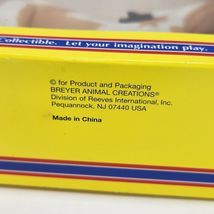 Collectible. Let your imagination play.
© for Product and Packaging
BREYER ANIMAL CREATIONS®
Division of Reeves International, Inc.
Pequannock, NJ 07440 USA
Made in China